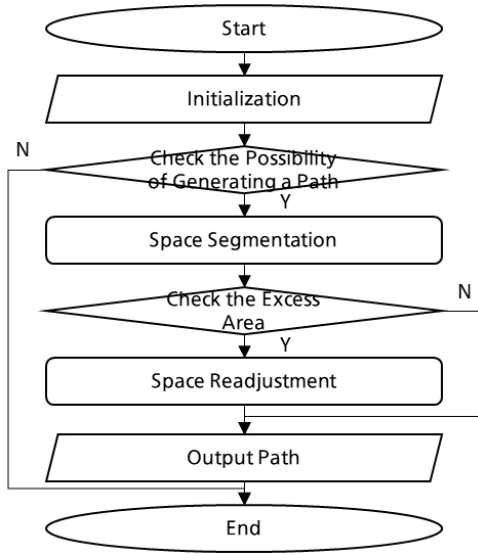 Start
Initialization
N
Check the Possibility
of Generating a Path
Y
Space Segmentation
Check the Excess
Area
N
Y
Space Readjustment
Output Path
End